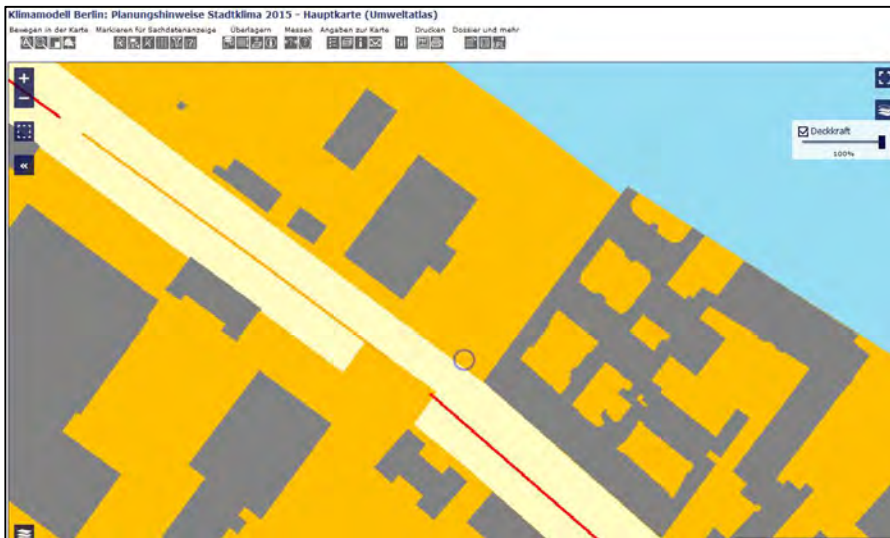 Klimamodell Berlin: Planungshinweise Stadtklima 2015 - Hauptkarte (Umweltatlas)
Bewegen in der Karte Markieren für Sachdatenanzeige Überlagern Messen Angaben zur Karte Drucken Dossier und mehr
Deckkraft
100%